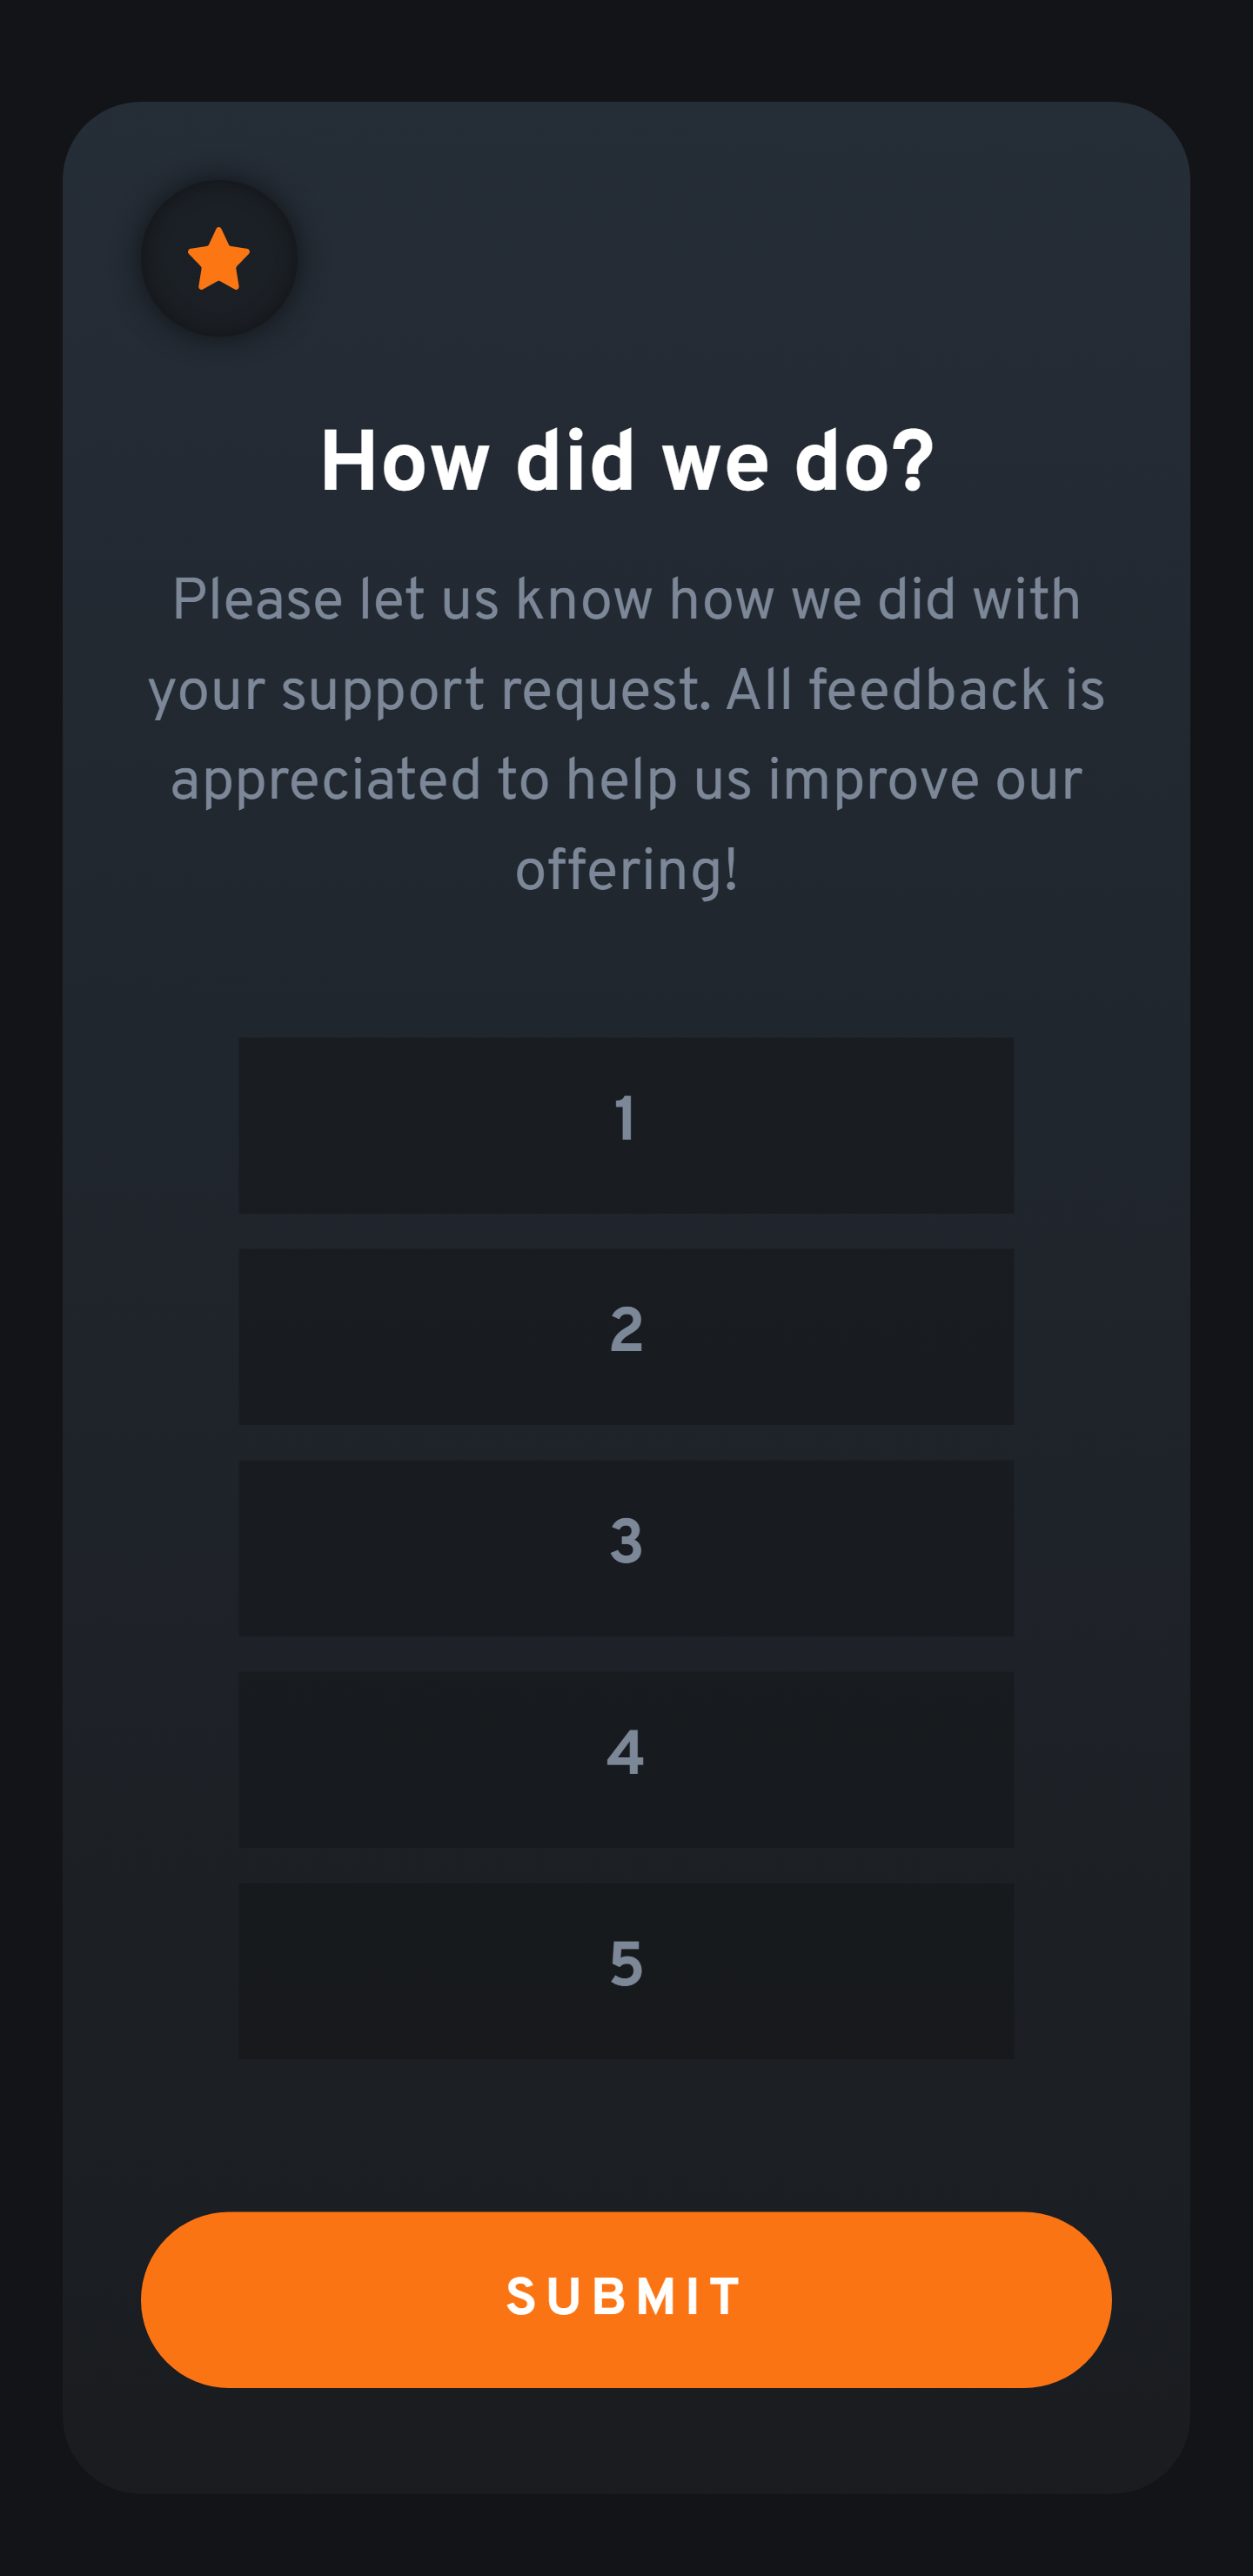 How did we do?
Please let us know how we did with
your support request. All feedback is
appreciated to help us improve our
offering!
1
2
3
4
5
SUBMIT